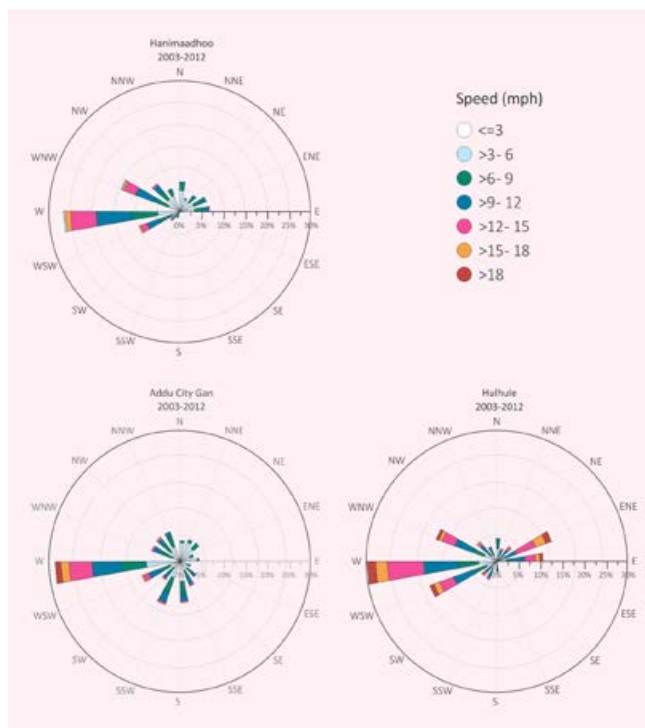 Hanimaadhoo
2003-2012
N
NNW NNE
NW NE
WNW ENE
W E
0% 5% 10% 15% 20% 25% 30%
WSW ESE
SW SE
SSW SSE
S
Speed (mph)
<=3
>3- 6
>6- 9
>9- 12
>12- 15
>15- 18
>18
Addu City Gan
2003-2012
N
NNW NNE
NW NE
WNW ENE
W E
WSW ESE
SW SE
SSW SSE
S
Hulhule
2003-2012
N
NNW NNE
NW NE
WNW ENE
W E
0% 5% 10% 15% 20% 25% 30%
WSW ESE
SW SE
SSW SSE
S